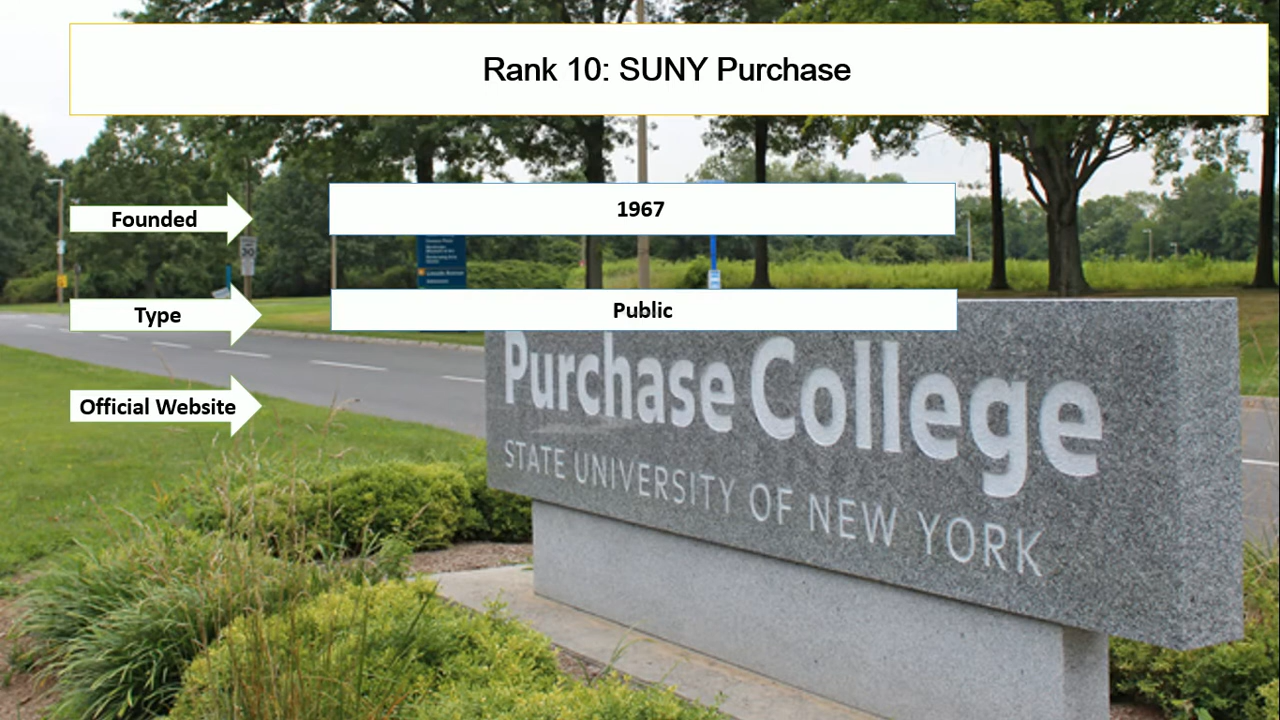 Rank 10: SUNY Purchase
Founded
1967
Type
Public
Official Website
Purchase College
STATE UNIVERSITY OF NEW YORK